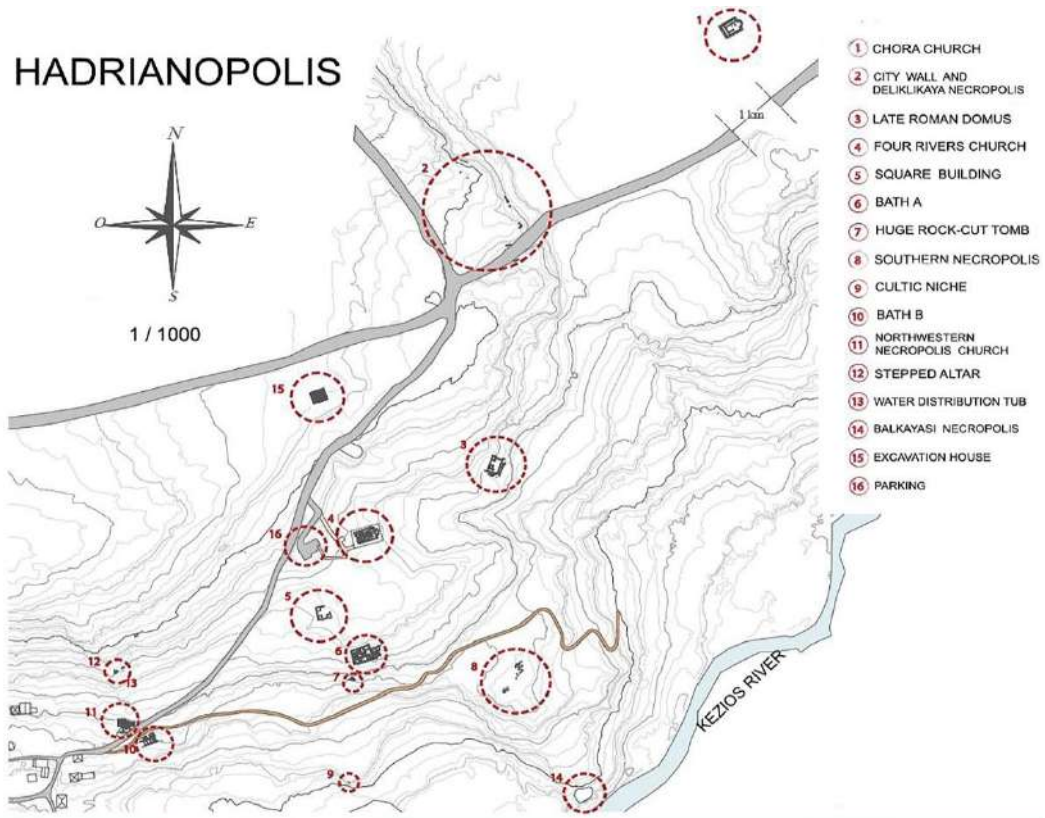 HADRIANOPOLIS
N
O
E
S
1 / 1000
1
1 km
2
15
3
4
16
5
6
7
8
12
13
11
10
9
14
KEZIOS RIVER
1 CHORA CHURCH
2 CITY WALL AND
DELIKLIKAYA NECROPOLIS
3 LATE ROMAN DOMUS
4 FOUR RIVERS CHURCH
5 SQUARE BUILDING
6 BATH A
7 HUGE ROCK-CUT TOMB
8 SOUTHERN NECROPOLIS
9 CULTIC NICHE
10 BATH B
11 NORTHWESTERN
NECROPOLIS CHURCH
12 STEPPED ALTAR
13 WATER DISTRIBUTION TUB
14 BALKAYASI NECROPOLIS
15 EXCAVATION HOUSE
16 PARKING